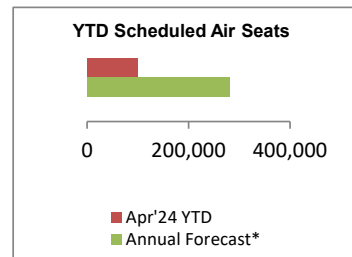 YTD Scheduled Air Seats
0 200,000 400,000
Apr'24 YTD
Annual Forecast*